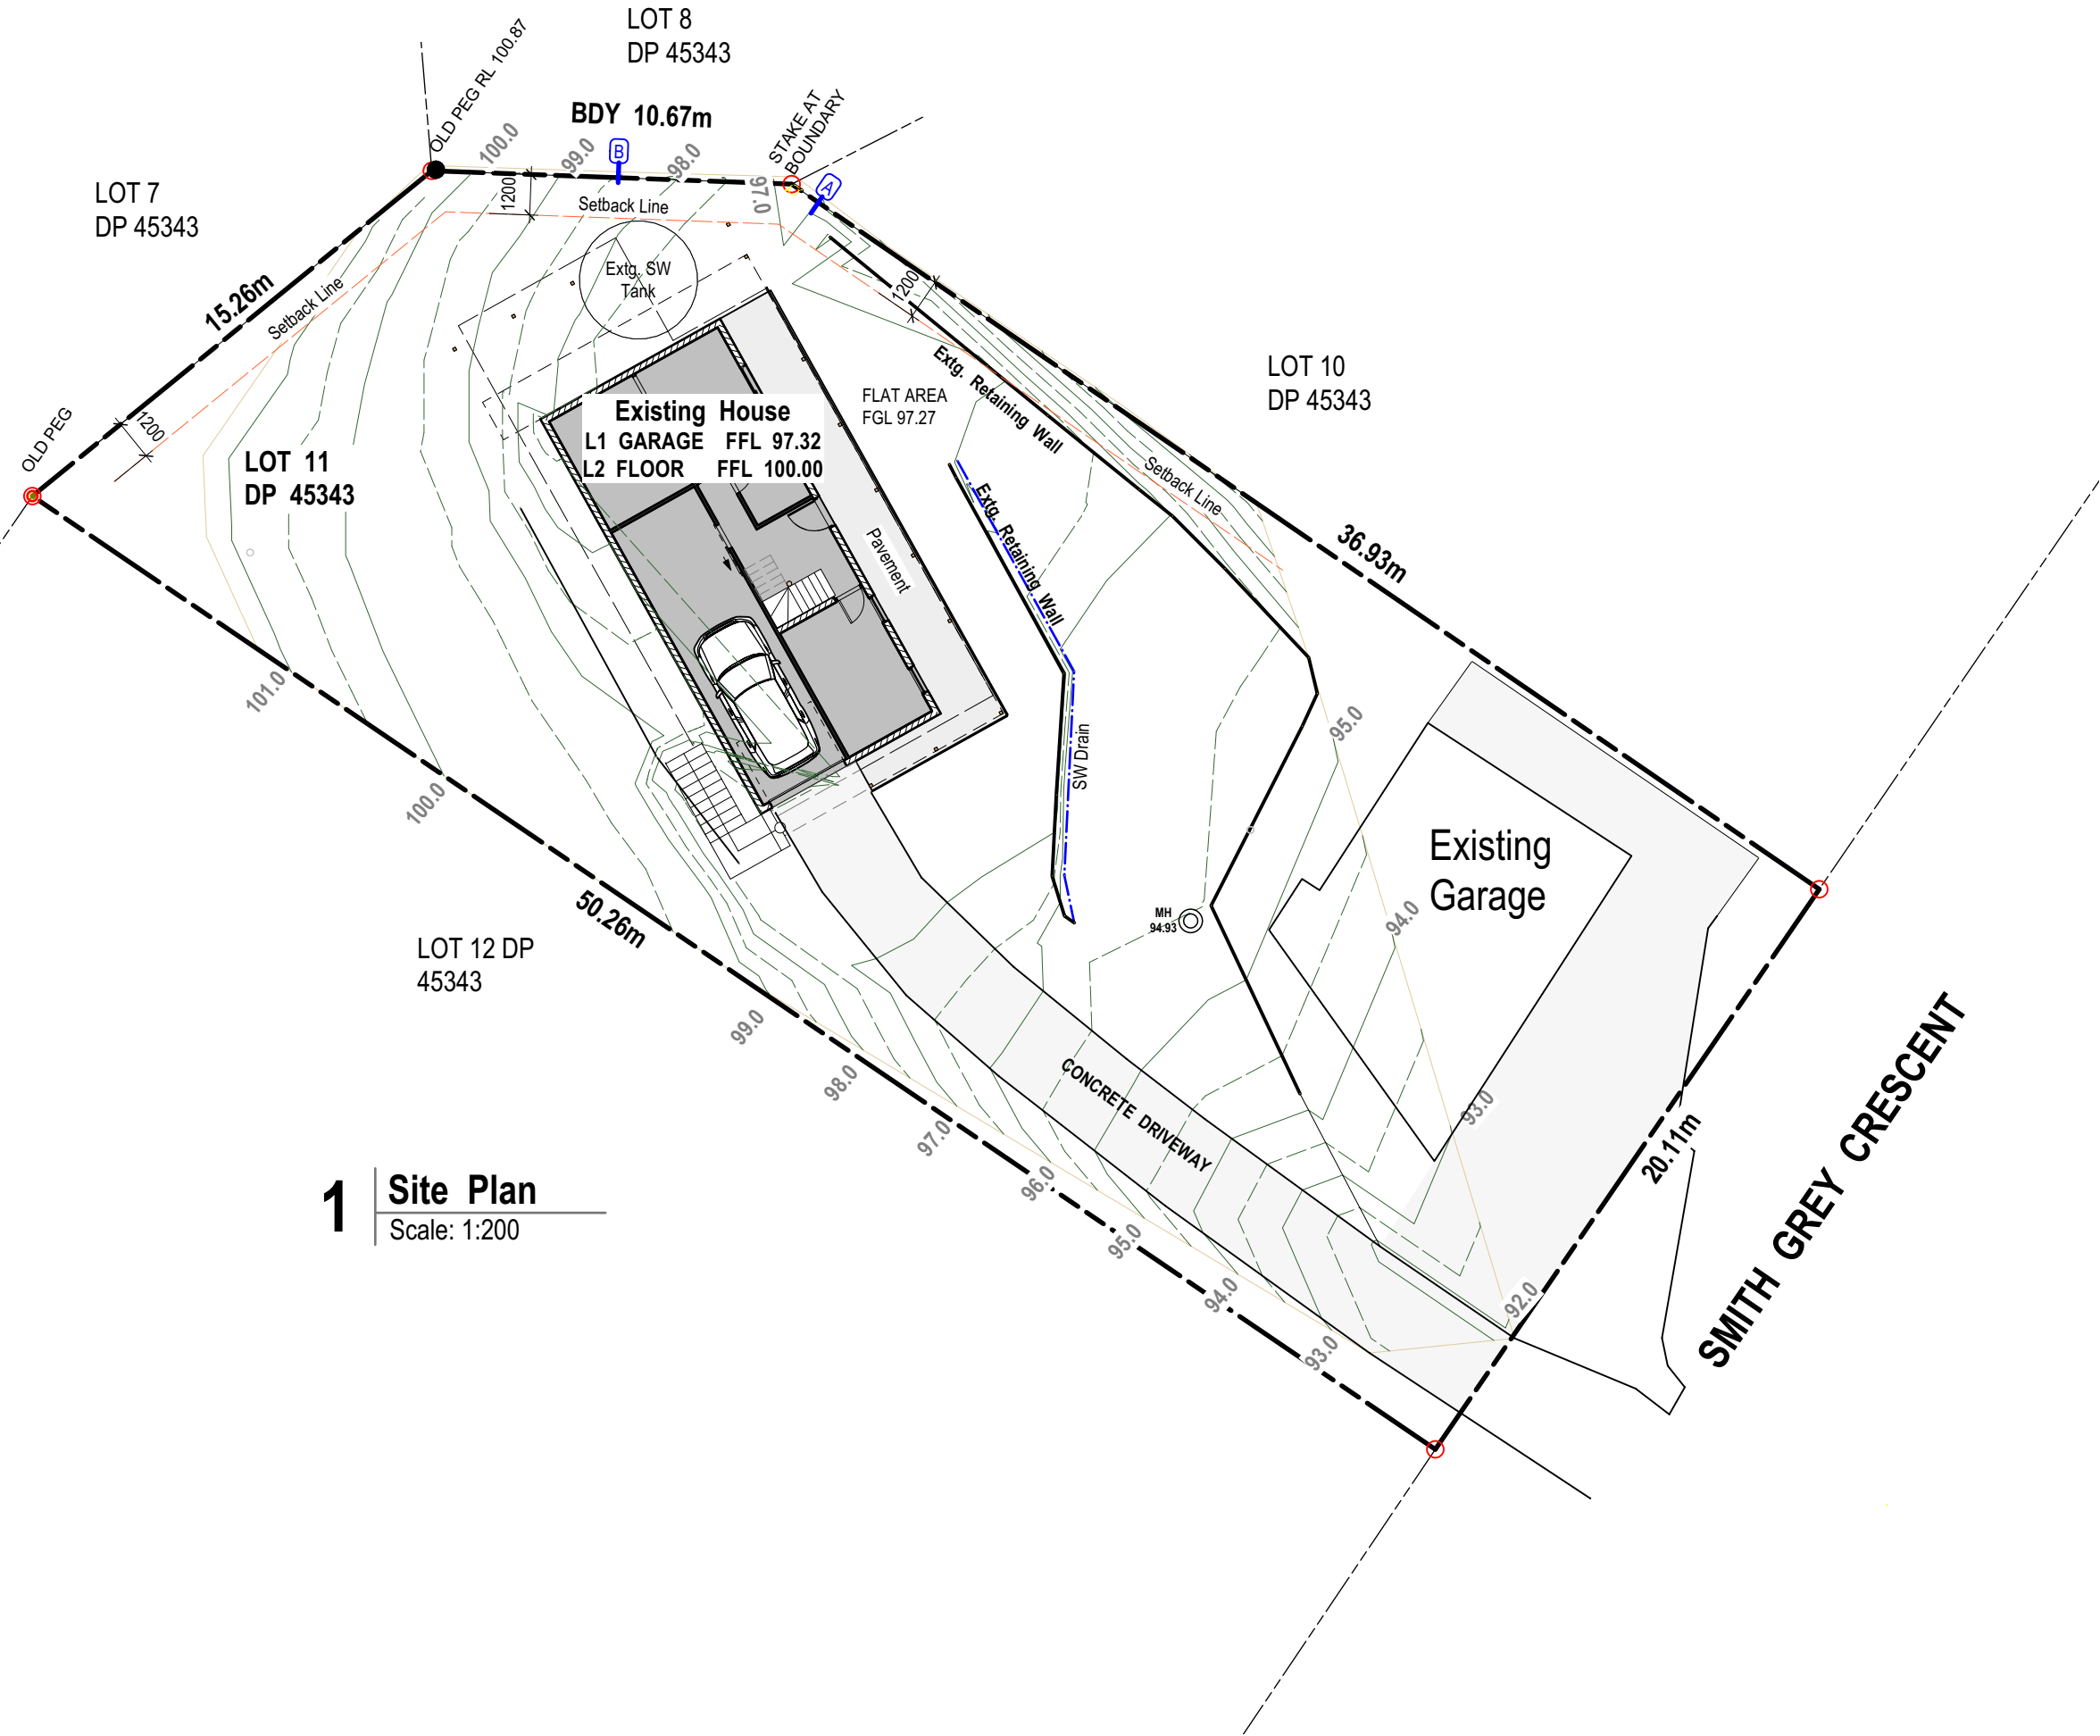 LOT 8
DP 45343
OLD PEG RL 100.87
BDY 10.67m
STAKE AT
BOUNDARY
100.0
99.0
B
98.0
97.0
A
LOT 7
DP 45343
1200
Setback Line
15.26m
Setback Line
Extg. SW
Tank
1200
LOT 10
DP 45343
Extg. Retaining Wall
FLAT AREA
FGL 97.27
OLD PEG
1200
Existing House
L1 GARAGE FFL 97.32
L2 FLOOR FFL 100.00
LOT 11
DP 45343
Setback Line
Extg. Retaining Wall
Pavement
36.93m
101.0
95.0
SW Drain
100.0
Existing
Garage
50.26m
MH
94.93
94.0
LOT 12 DP
45343
99.0
98.0
CONCRETE DRIVEWAY
93.0
97.0
20.11m
SMITH GREY CRESCENT
96.0
95.0
94.0
92.0
93.0
1
Site Plan
Scale: 1:200